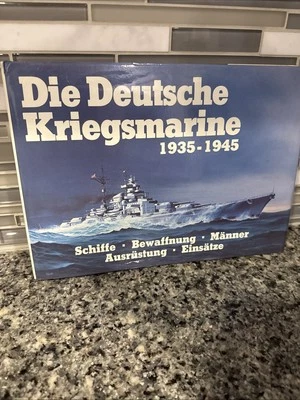 Die Deutsche
Kriegsmarine
1935-1945
Schiffe · Bewaffnung · Männer
Ausrüstung · Einsätze